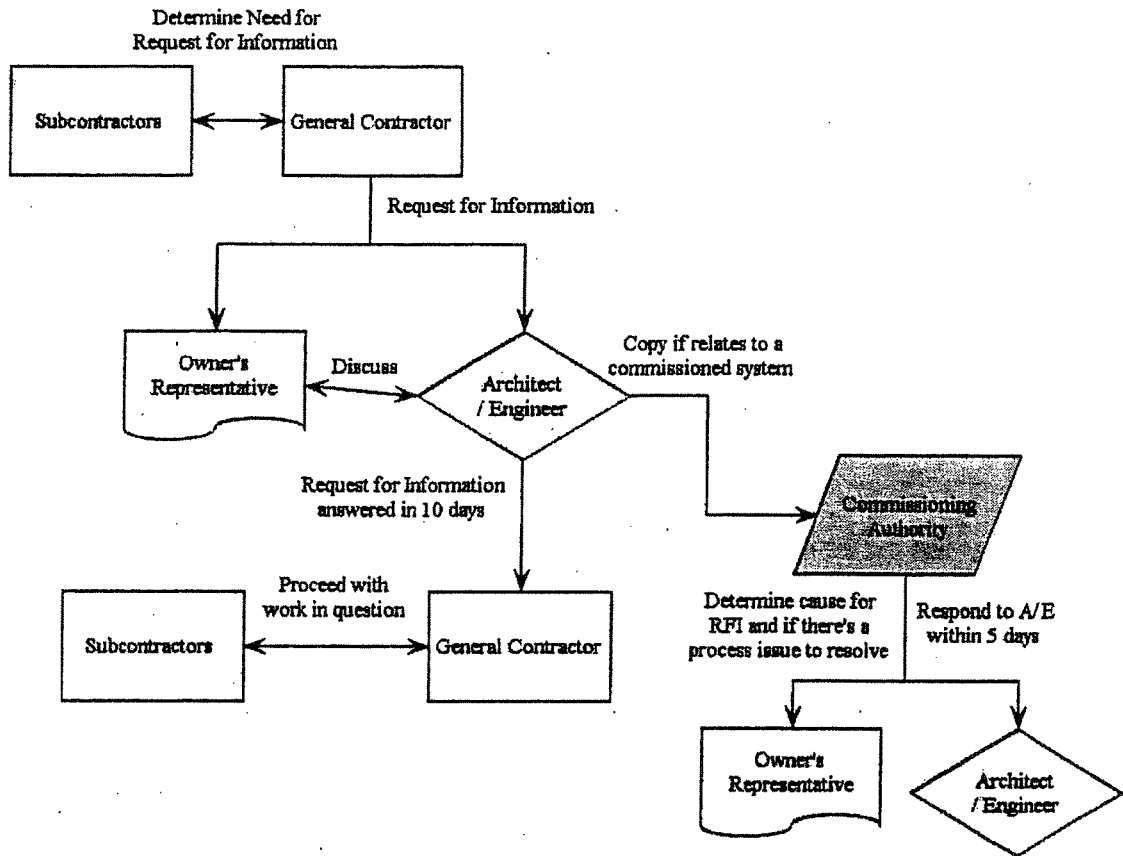 Determine Need for
Request for Information
Subcontractors
General Contractor
Request for Information
Owner's
Representative
Discuss
Architect
/ Engineer
Copy if relates to a
commissioned system
Request for Information
answered in 10 days
Commissioning
Authority
Proceed with
work in question
Subcontractors
General Contractor
Determine cause for
RFI and if there's a
process issue to resolve
Respond to A/E
within 5 days
Owner's
Representative
Architect
/ Engineer